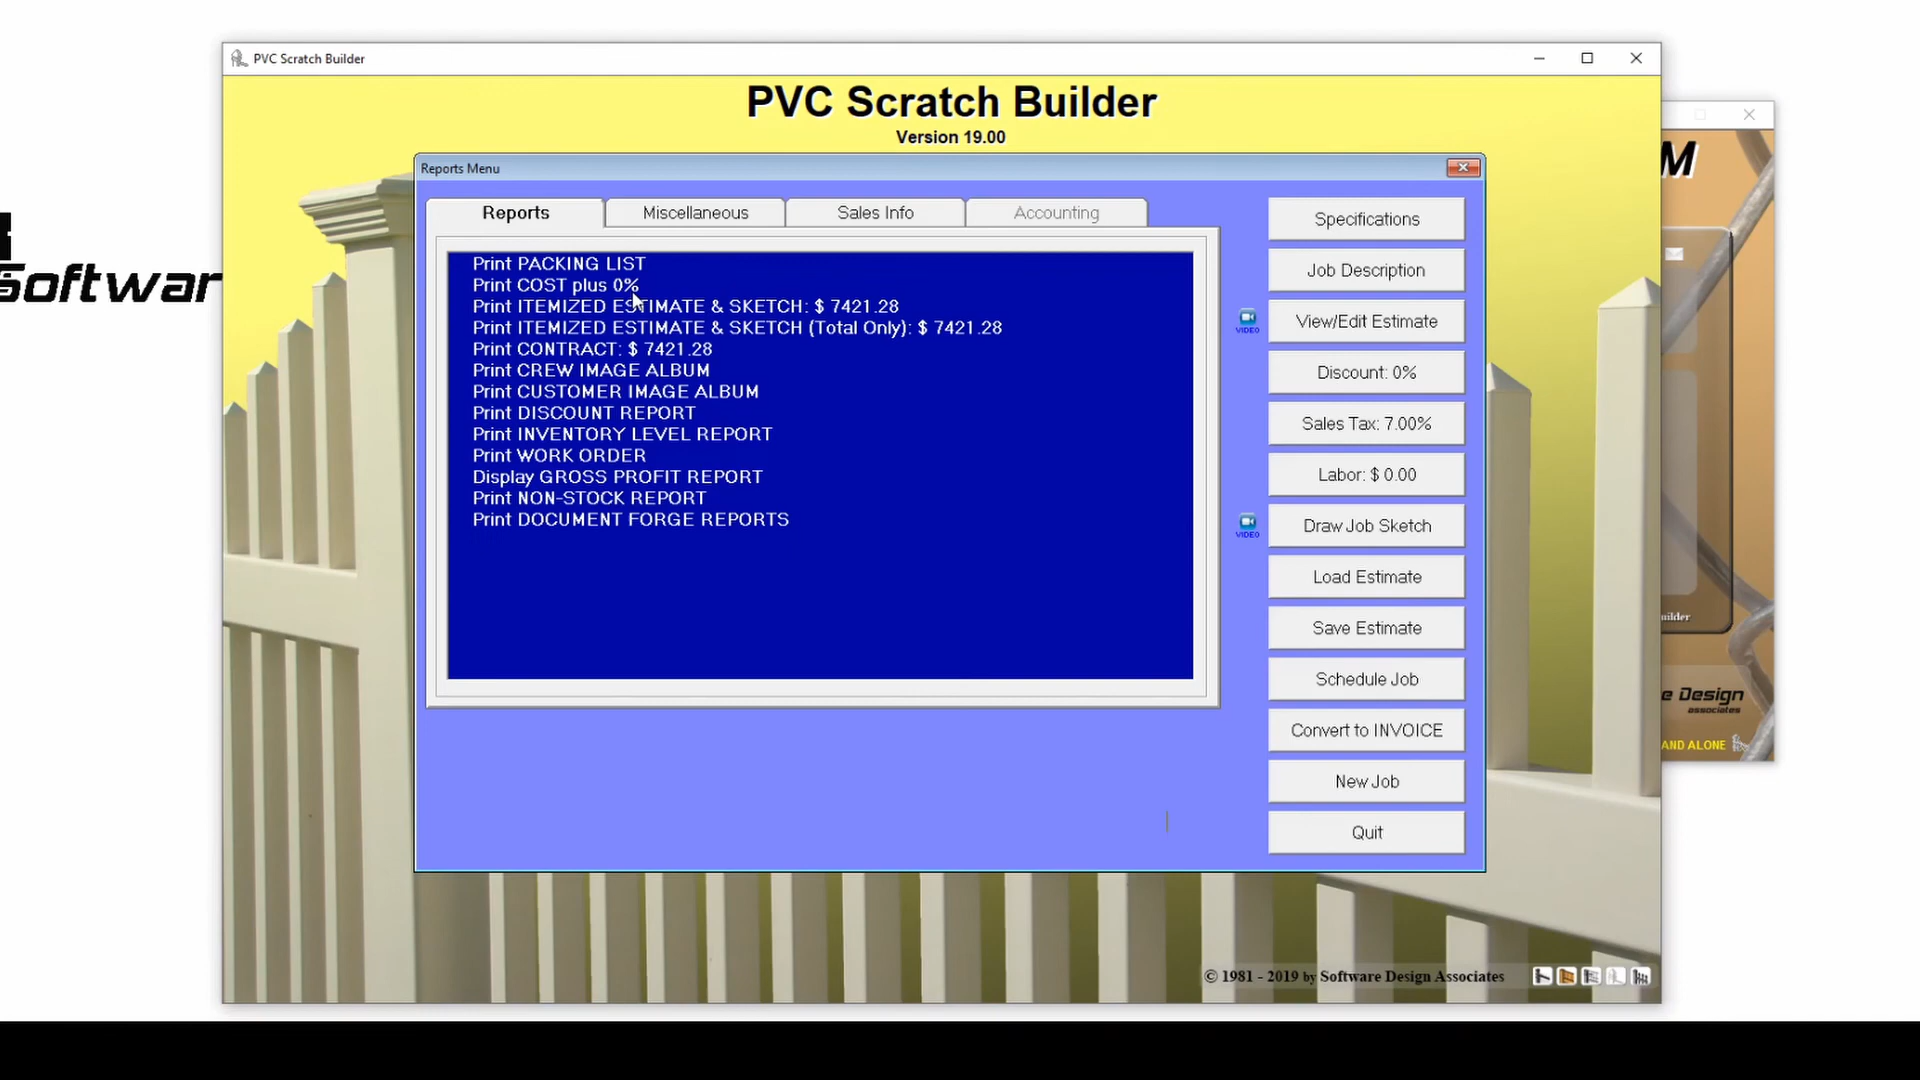 PVC Scratch Builder
PVC Scratch Builder
Version 19.00
Reports Menu
Reports
Miscellaneous
Sales Info
Accounting
Print PACKING LIST
Print COST plus 0%
Print ITEMIZED ESTIMATE & SKETCH: $ 7421.28
Print ITEMIZED ESTIMATE & SKETCH (Total Only): $ 7421.28
Print CONTRACT: $ 7421.28
Print CREW IMAGE ALBUM
Print CUSTOMER IMAGE ALBUM
Print DISCOUNT REPORT
Print INVENTORY LEVEL REPORT
Print WORK ORDER
Display GROSS PROFIT REPORT
Print NON-STOCK REPORT
Print DOCUMENT FORGE REPORTS
Specifications
Job Description
VIDEO
View/Edit Estimate
Discount: 0%
Sales Tax: 7.00%
Labor: $ 0.00
VIDEO
Draw Job Sketch
Load Estimate
Save Estimate
Schedule Job
Convert to INVOICE
New Job
Quit
© 1981 - 2019 by Software Design Associates
Softwar
M
uilder
e Design
associates
AND ALONE